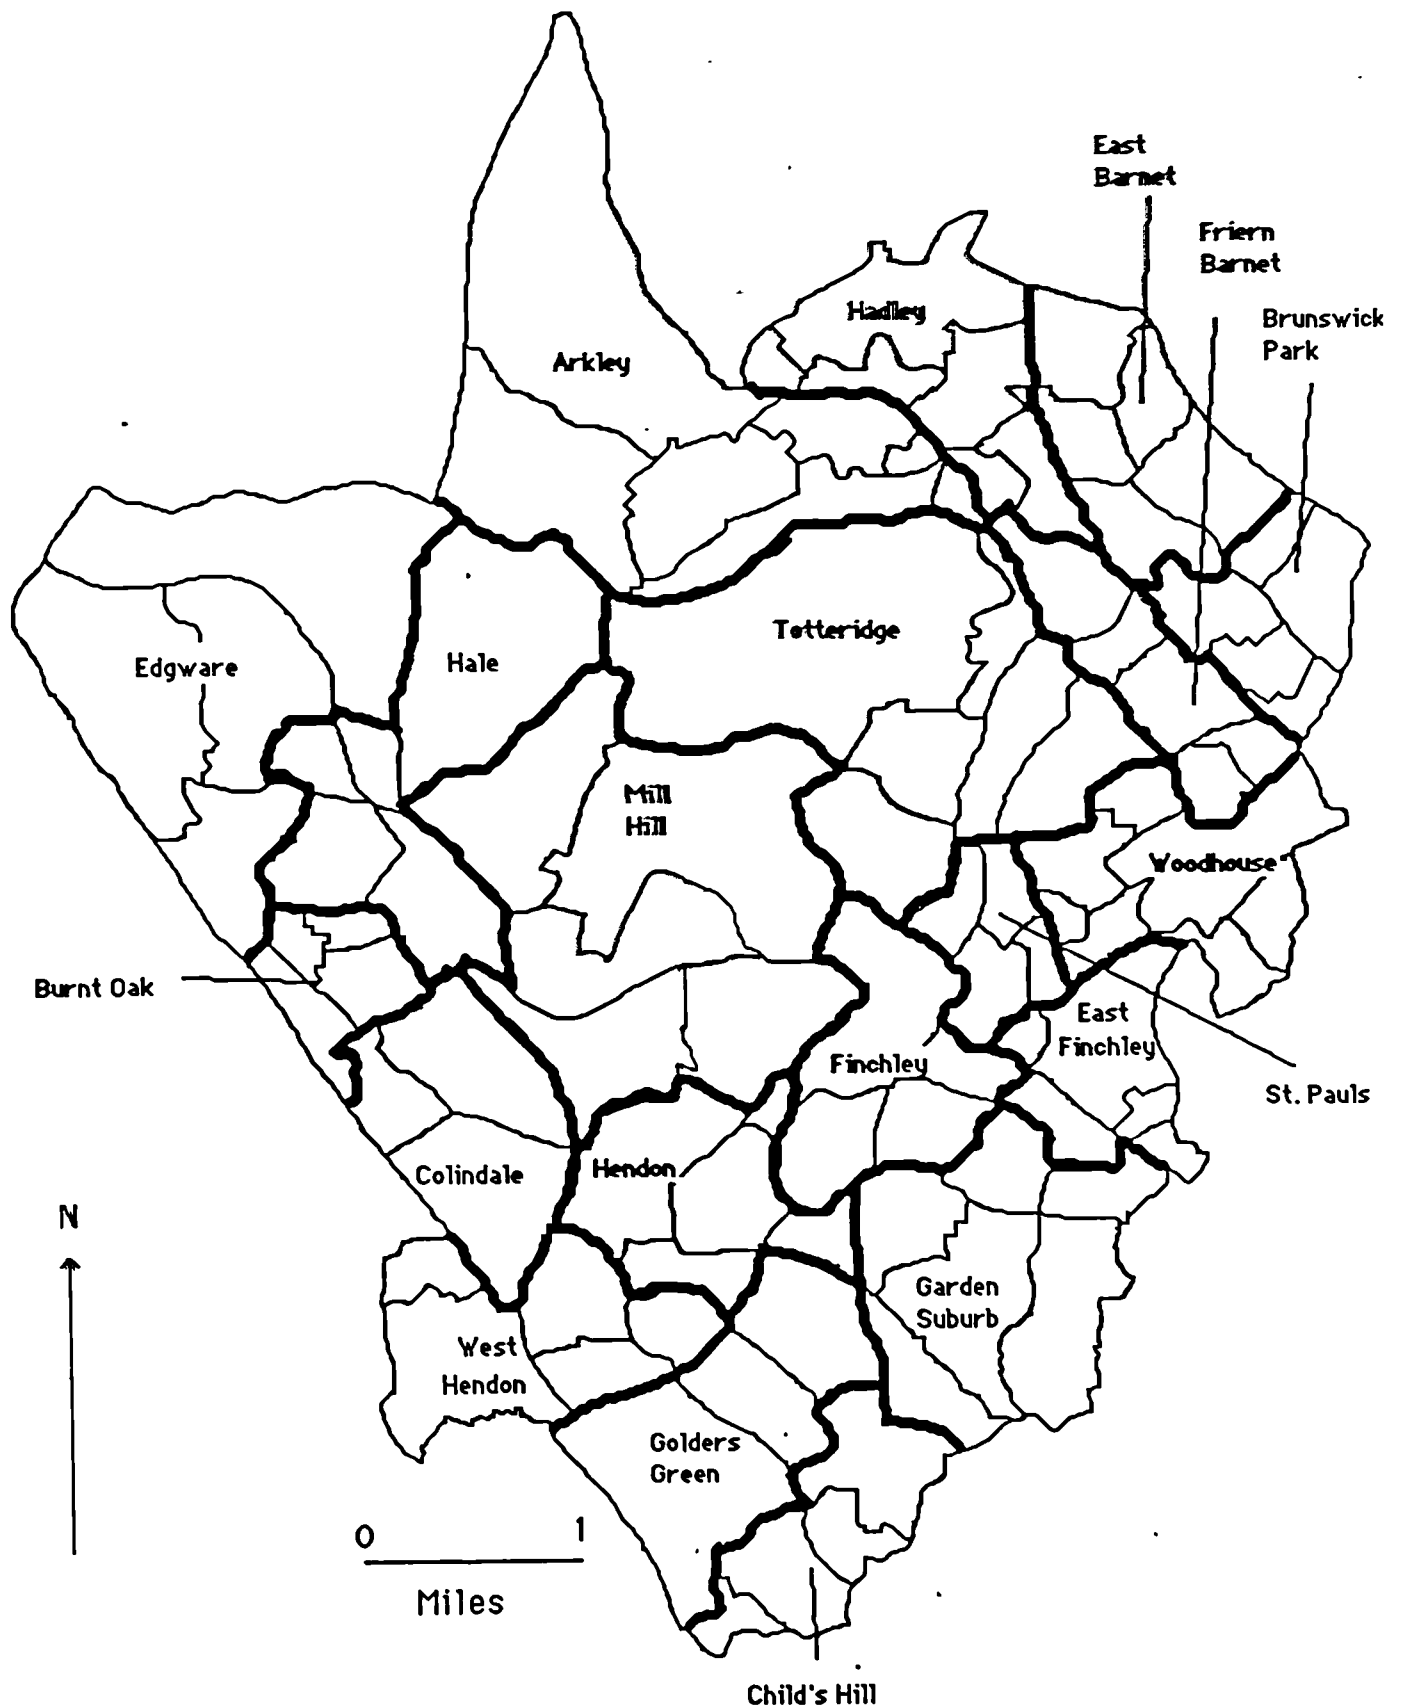 East
Barnet
Friern
Barnet
Brunswick
Park
Hadley
Arkley
Totteridge
Edgware
Hale
Mill
Hill
Woodhouse
Burnt Oak
East
Finchley
Finchley
St. Pauls
Colindale
Hendon
N
Garden
Suburb
West
Hendon
Golders
Green
0 1
Miles
Child's Hill